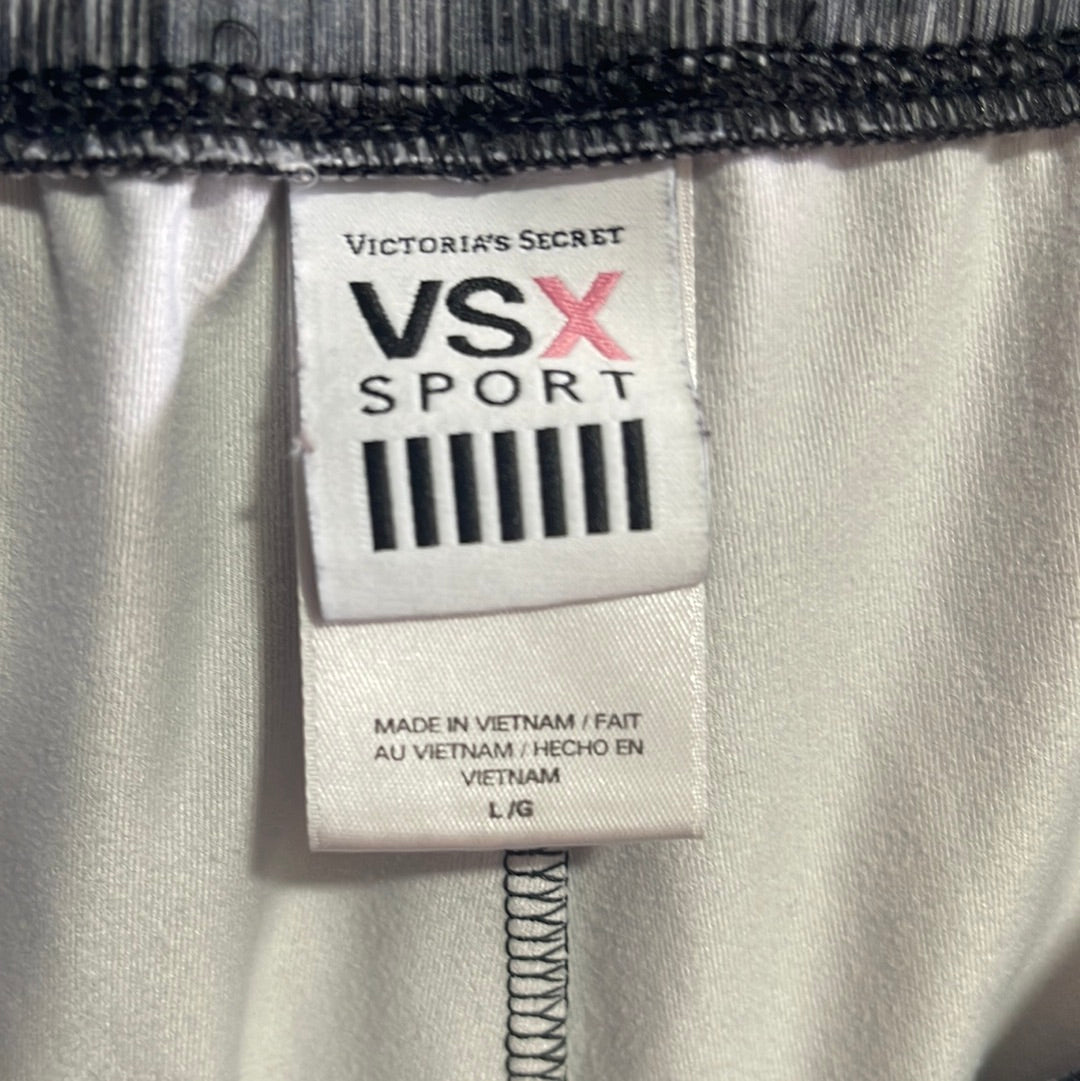 VICTORIA'S SECRET
VSX
SPORT
MADE IN VIETNAM / FAIT
AU VIETNAM / HECHO EN
VIETNAM
L /G